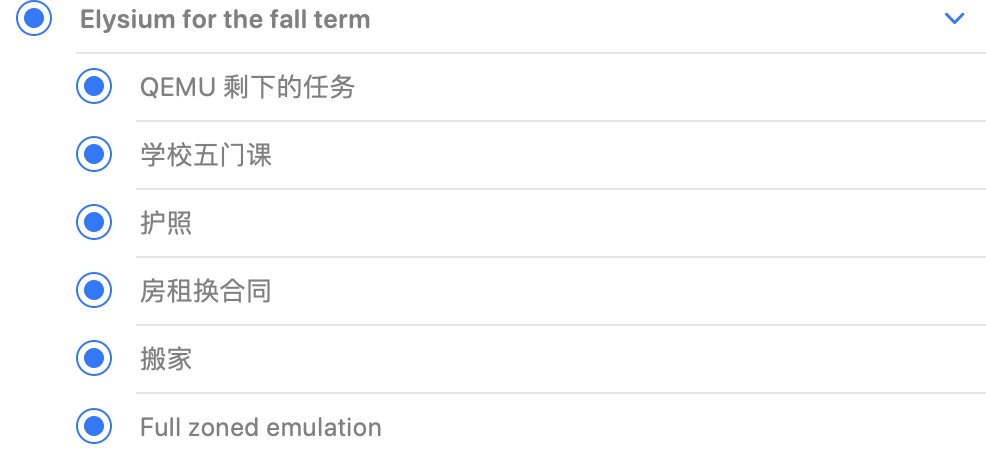 Elysium for the fall term
QEMU 剩下的任务
学校五门课
护照
房租换合同
搬家
Full zoned emulation